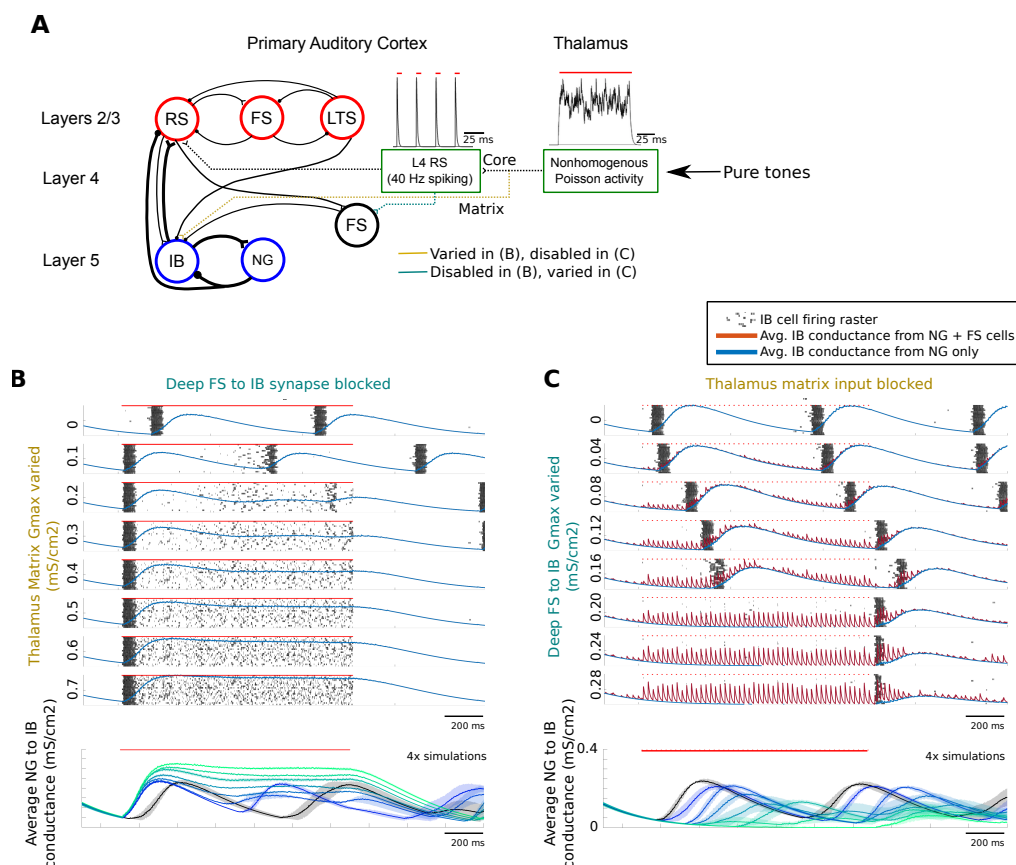 A
Primary Auditory Cortex
Thalamus
Layers 2/3
RS
FS
LTS
25 ms
25 ms
Layer 4
L4 RS
(40 Hz spiking)
Core
Nonhomogenous
Poisson activity
Pure tones
Matrix
FS
Layer 5
IB
NG
Varied in (B), disabled in (C)
Disabled in (B), varied in (C)
IB cell firing raster
Avg. IB conductance from NG + FS cells
Avg. IB conductance from NG only
B
Deep FS to IB synapse blocked
Thalamus Matrix Gmax varied
(mS/cm2)
0
0.1
0.2
0.3
0.4
0.5
0.6
0.7
200 ms
Average NG to IB
conductance (mS/cm2)
4x simulations
200 ms
C
Thalamus matrix input blocked
Deep FS to IB Gmax varied
(mS/cm2)
0
0.04
0.08
0.12
0.16
0.20
0.24
0.28
200 ms
Average NG to IB
conductance (mS/cm2)
0.4
0
4x simulations
200 ms